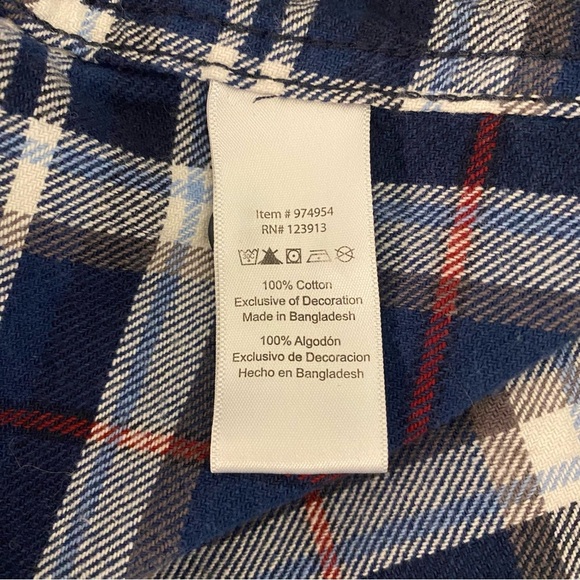 Item # 974954
RN# 123913
100% Cotton
Exclusive of Decoration
Made in Bangladesh
100% Algodón
Exclusivo de Decoracion
Hecho en Bangladesh